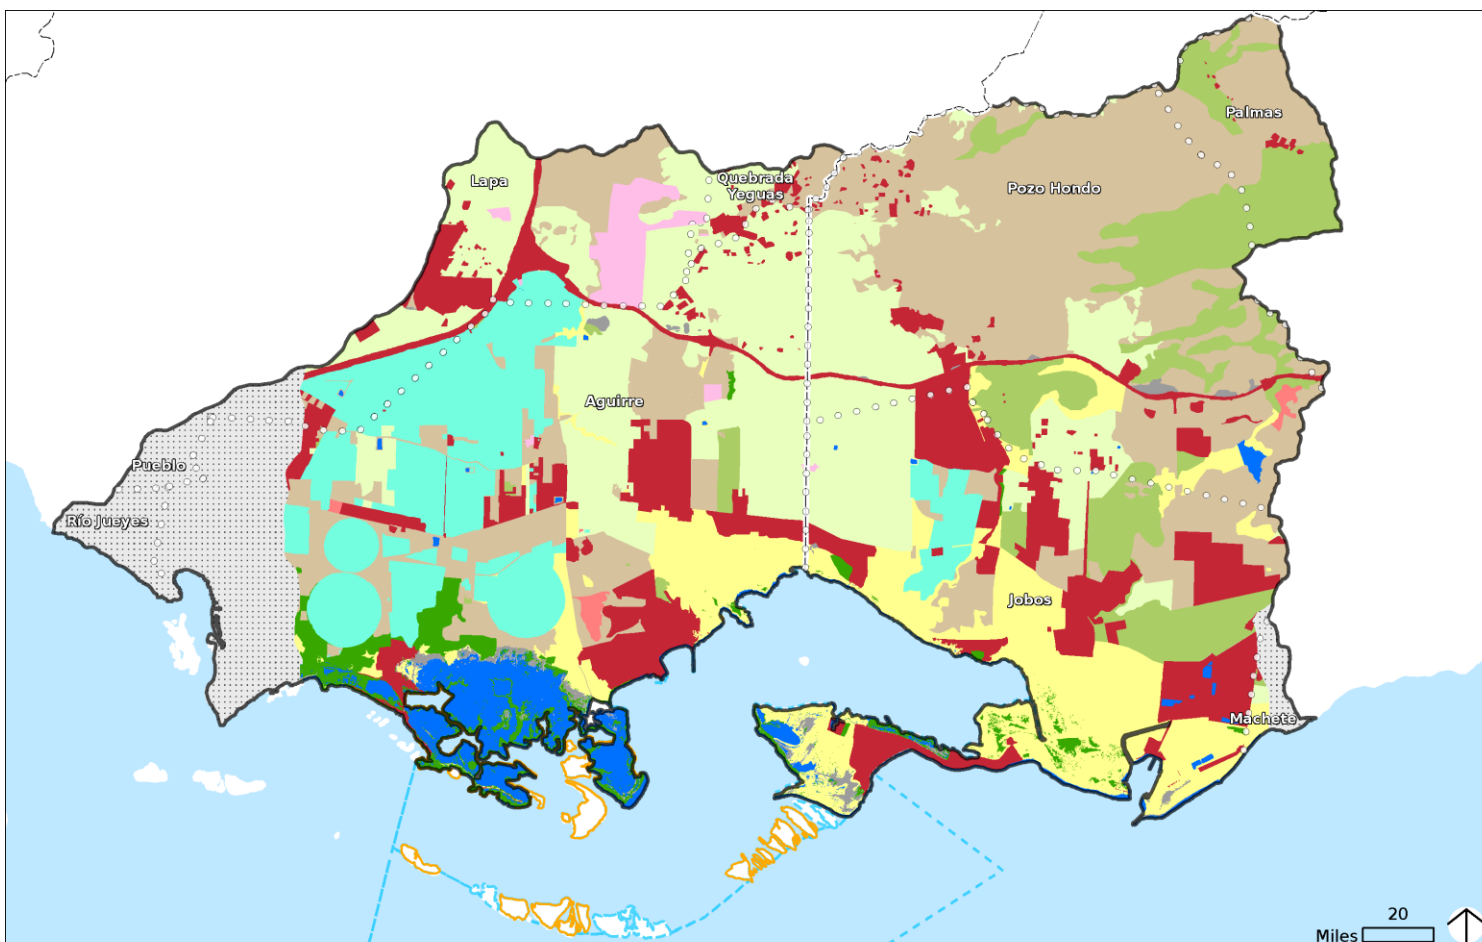 Palmas
Lapa
Quebrada
Yeguas
Pozo Hondo
Aguirre
Pueblo
Río Jueyes
Jobos
Machete
20
Miles